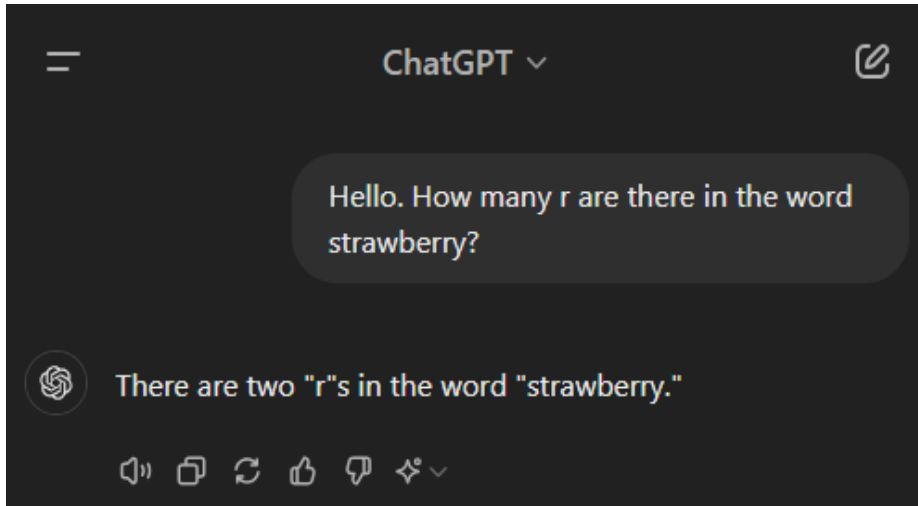 ChatGPT
Hello. How many r are there in the word
strawberry?
There are two "r"s in the word "strawberry."